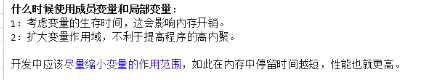 什么时候使用成员变量和局部变量:
1：考虑变量的生存时间，这会影响内存开销。
2：扩大变量作用域，不利于提高程序的高内聚。
开发中应该尽量缩小变量的作用范围，如此在内存中停留时间越短，性能也就更高。